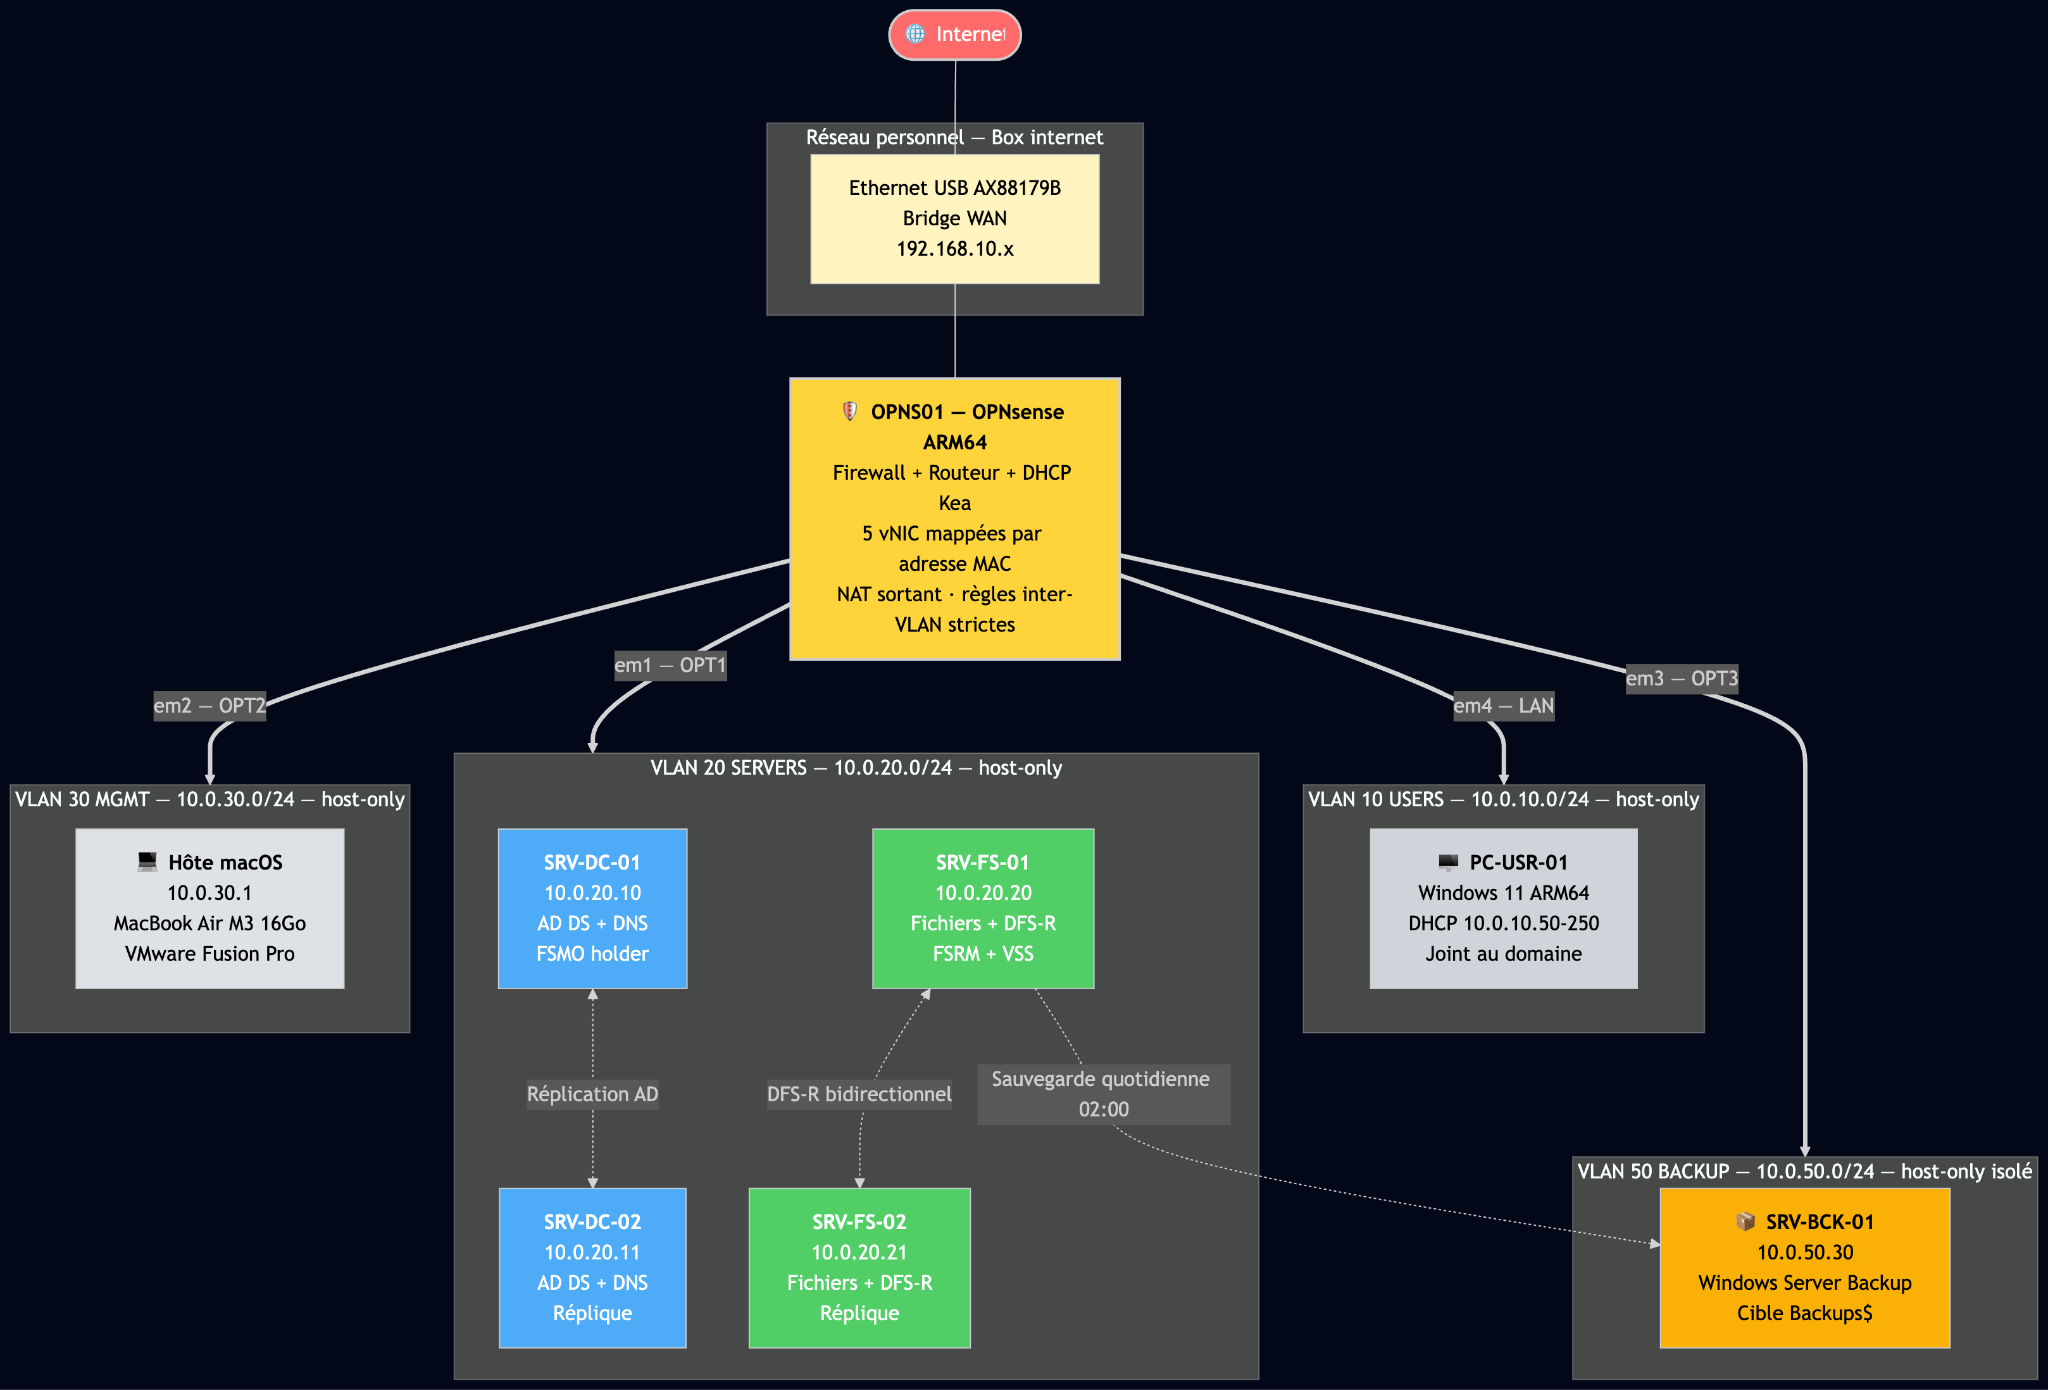 🌐 Interne
Réseau personnel — Box internet
Ethernet USB AX88179B
Bridge WAN
192.168.10.x
OPNS01 — OPNsense
ARM64
Firewall + Routeur + DHCP
Kea
5 vNIC mappées par
adresse MAC
NAT sortant · règles inter-
VLAN strictes
em2 — OPT2
em1 — OPT1
em4 — LAN
em3 — OPT3
VLAN 30 MGMT — 10.0.30.0/24 — host-only
Hôte macOS
10.0.30.1
MacBook Air M3 16Go
VMware Fusion Pro
VLAN 20 SERVERS — 10.0.20.0/24 — host-only
SRV-DC-01
10.0.20.10
AD DS + DNS
FSMO holder
SRV-FS-01
10.0.20.20
Fichiers + DFS-R
FSRM + VSS
Réplication AD
DFS-R bidirectionnel
Sauvegarde quotidienne
02:00
SRV-DC-02
10.0.20.11
AD DS + DNS
Réplique
SRV-FS-02
10.0.20.21
Fichiers + DFS-R
Réplique
VLAN 10 USERS — 10.0.10.0/24 — host-only
PC-USR-01
Windows 11 ARM64
DHCP 10.0.10.50-250
Joint au domaine
VLAN 50 BACKUP — 10.0.50.0/24 — host-only isolé
SRV-BCK-01
10.0.50.30
Windows Server Backup
Cible Backups$